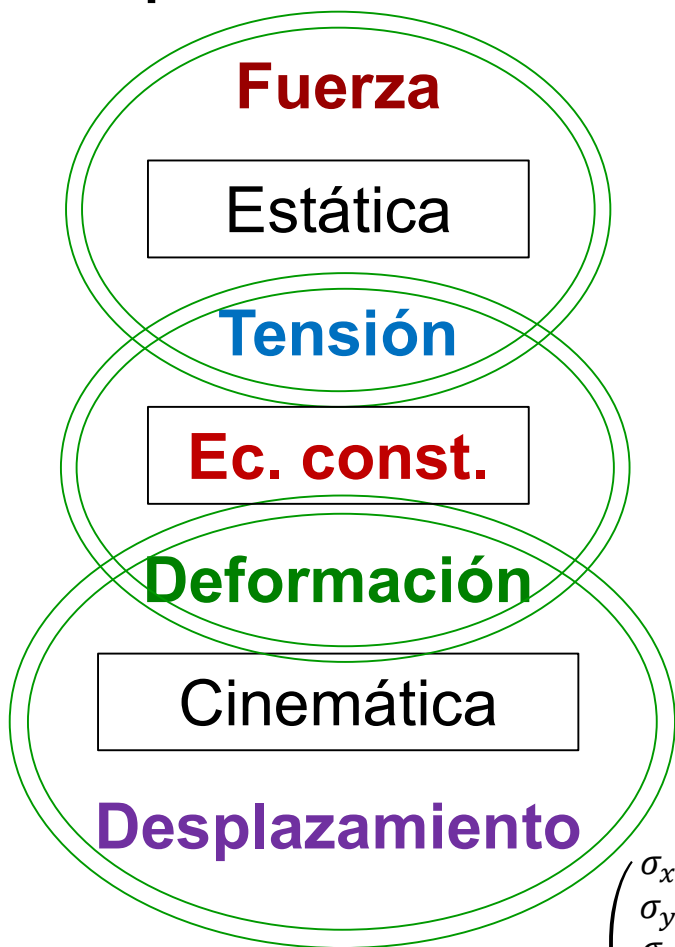 Fuerza
Estática
Tensión
Ec. const.
Deformación
Cinemática
Desplazamiento
σx
σy